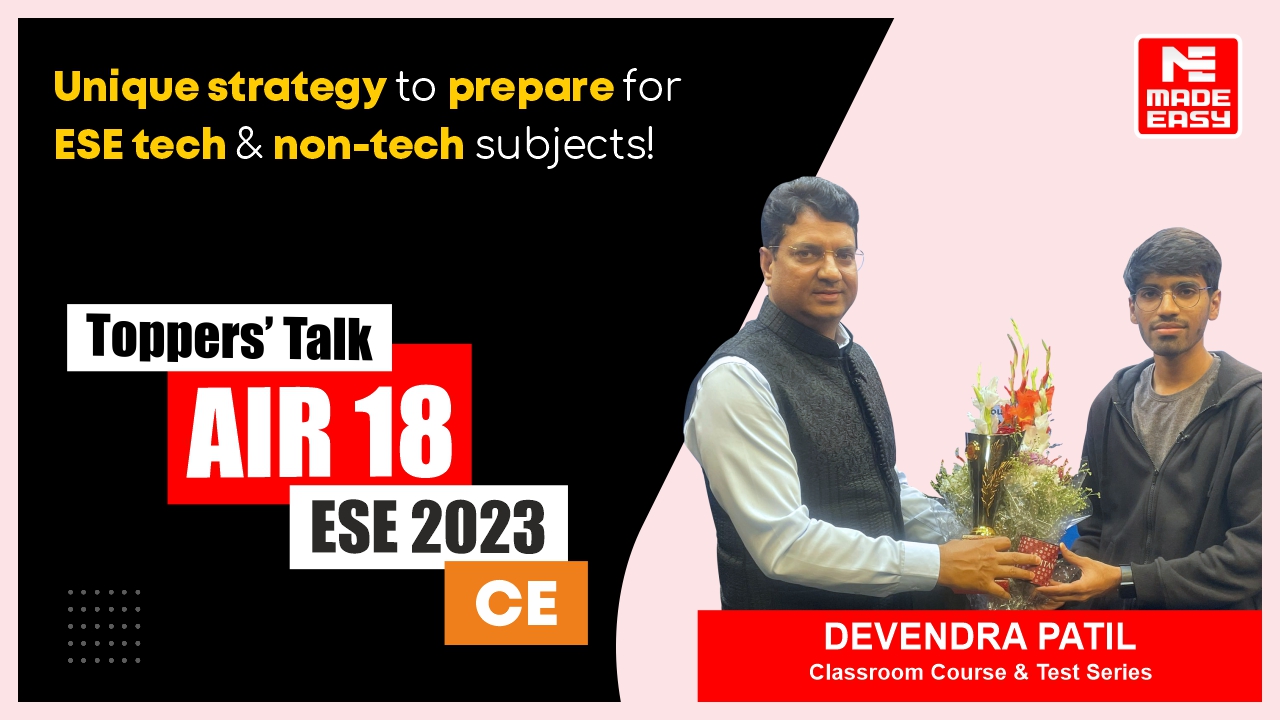 Unique strategy to prepare for
ESE tech & non-tech subjects!
ME
MADE
EASY
Toppers' Talk
AIR 18
ESE 2023
CE
DEVENDRA PATIL
Classroom Course & Test Series